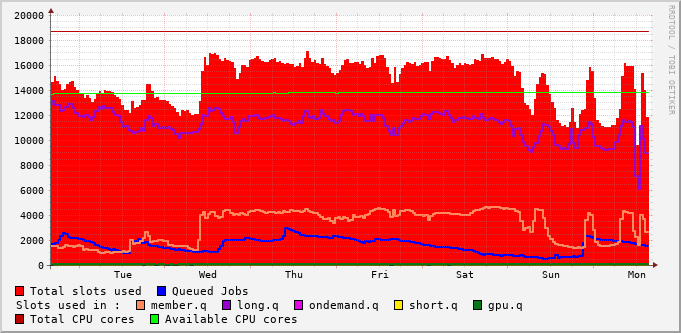 20000
18000
16000
14000
12000
10000
8000
6000
4000
2000
0
Tue Wed Thu Fri Sat Sun Mon
Total slots used Queued Jobs
Slots used in : member.q long.q ondemand.q short.q gpu.q
Total CPU cores Available CPU cores
RRDTOOL / TOBI OETIKER